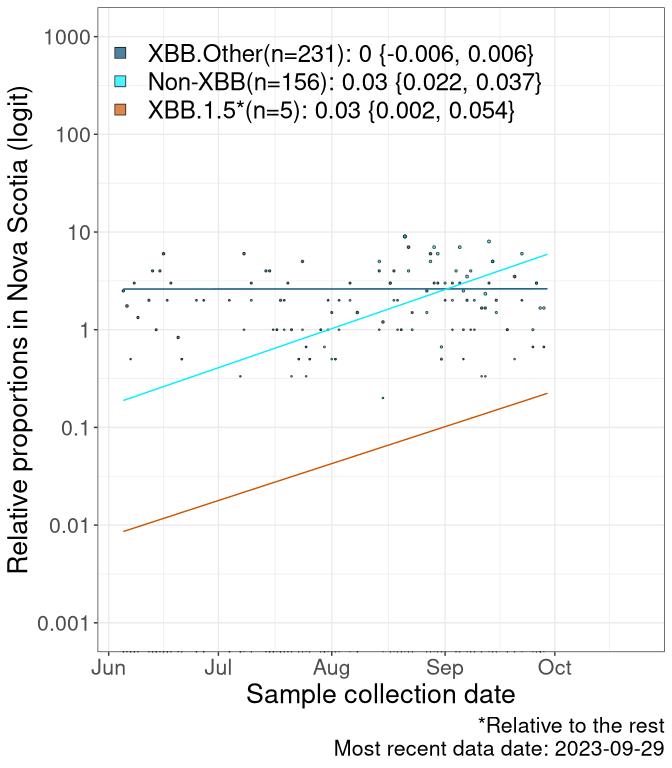 Relative proportions in Nova Scotia (logit)
1000
100
10
1
0.1
0.01
0.001
XBB.Other(n=231): 0 {-0.006, 0.006}
Non-XBB(n=156): 0.03 {0.022, 0.037}
XBB.1.5*(n=5): 0.03 {0.002, 0.054}
Jun Jul Aug Sep Oct
Sample collection date
*Relative to the rest
Most recent data date: 2023-09-29